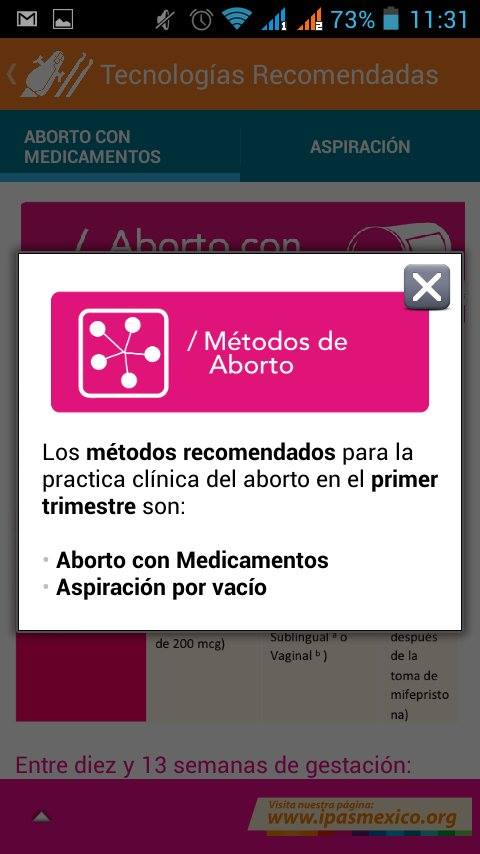 73% 11:31
Tecnologías Recomendadas
ABORTO CON
MEDICAMENTOS
ASPIRACIÓN
/ Aborto con
/ Métodos de
Aborto
Los métodos recomendados para la
practica clínica del aborto en el primer
trimestre son:
• Aborto con Medicamentos
• Aspiración por vacío
de 200 mcg)
Sublingual a o
Vaginal b )
después
de la
toma de
mifepristo
na)
Entre diez y 13 semanas de gestación:
Visita nuestra página:
www.ipasmexico.org